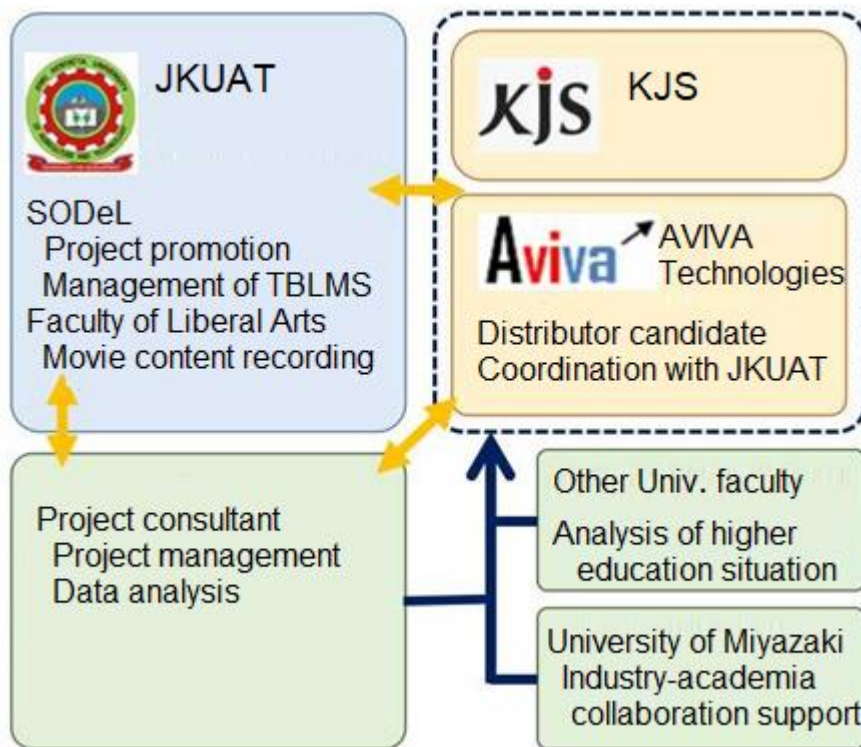 JKUAT
SODeL
Project promotion
Management of TBLMS
Faculty of Liberal Arts
Movie content recording
KJS
KJS
Aviva
AVIVA
Technologies
Distributor candidate
Coordination with JKUAT
Project consultant
Project management
Data analysis
Other Univ. faculty
Analysis of higher
education situation
University of Miyazaki
Industry-academia
collaboration support